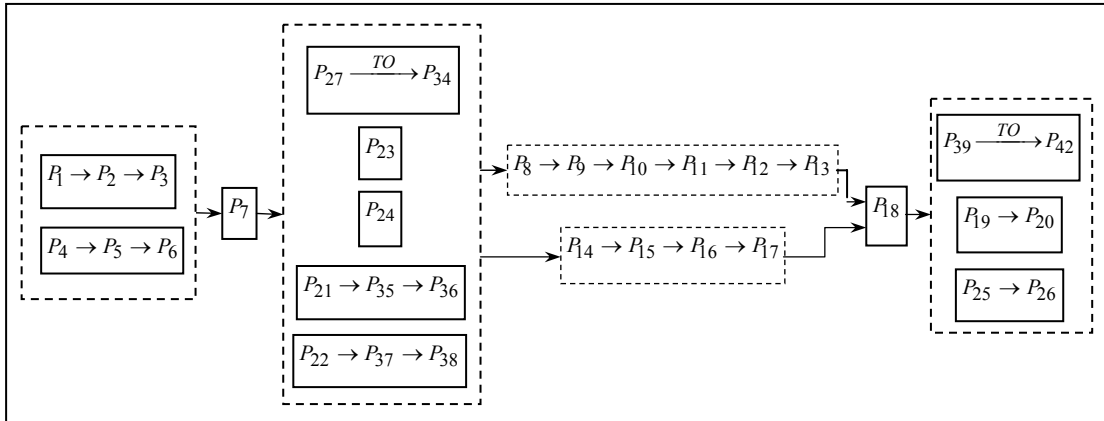 P1 → P2 → P3
P4 → P5 → P6
P7
P27 TO → P34
P23
P24
P21 → P35 → P36
P22 → P37 → P38
P8 → P9 → P10 → P11 → P12 → P13
P14 → P15 → P16 → P17
P18
P39 TO → P42
P19 → P20
P25 → P26